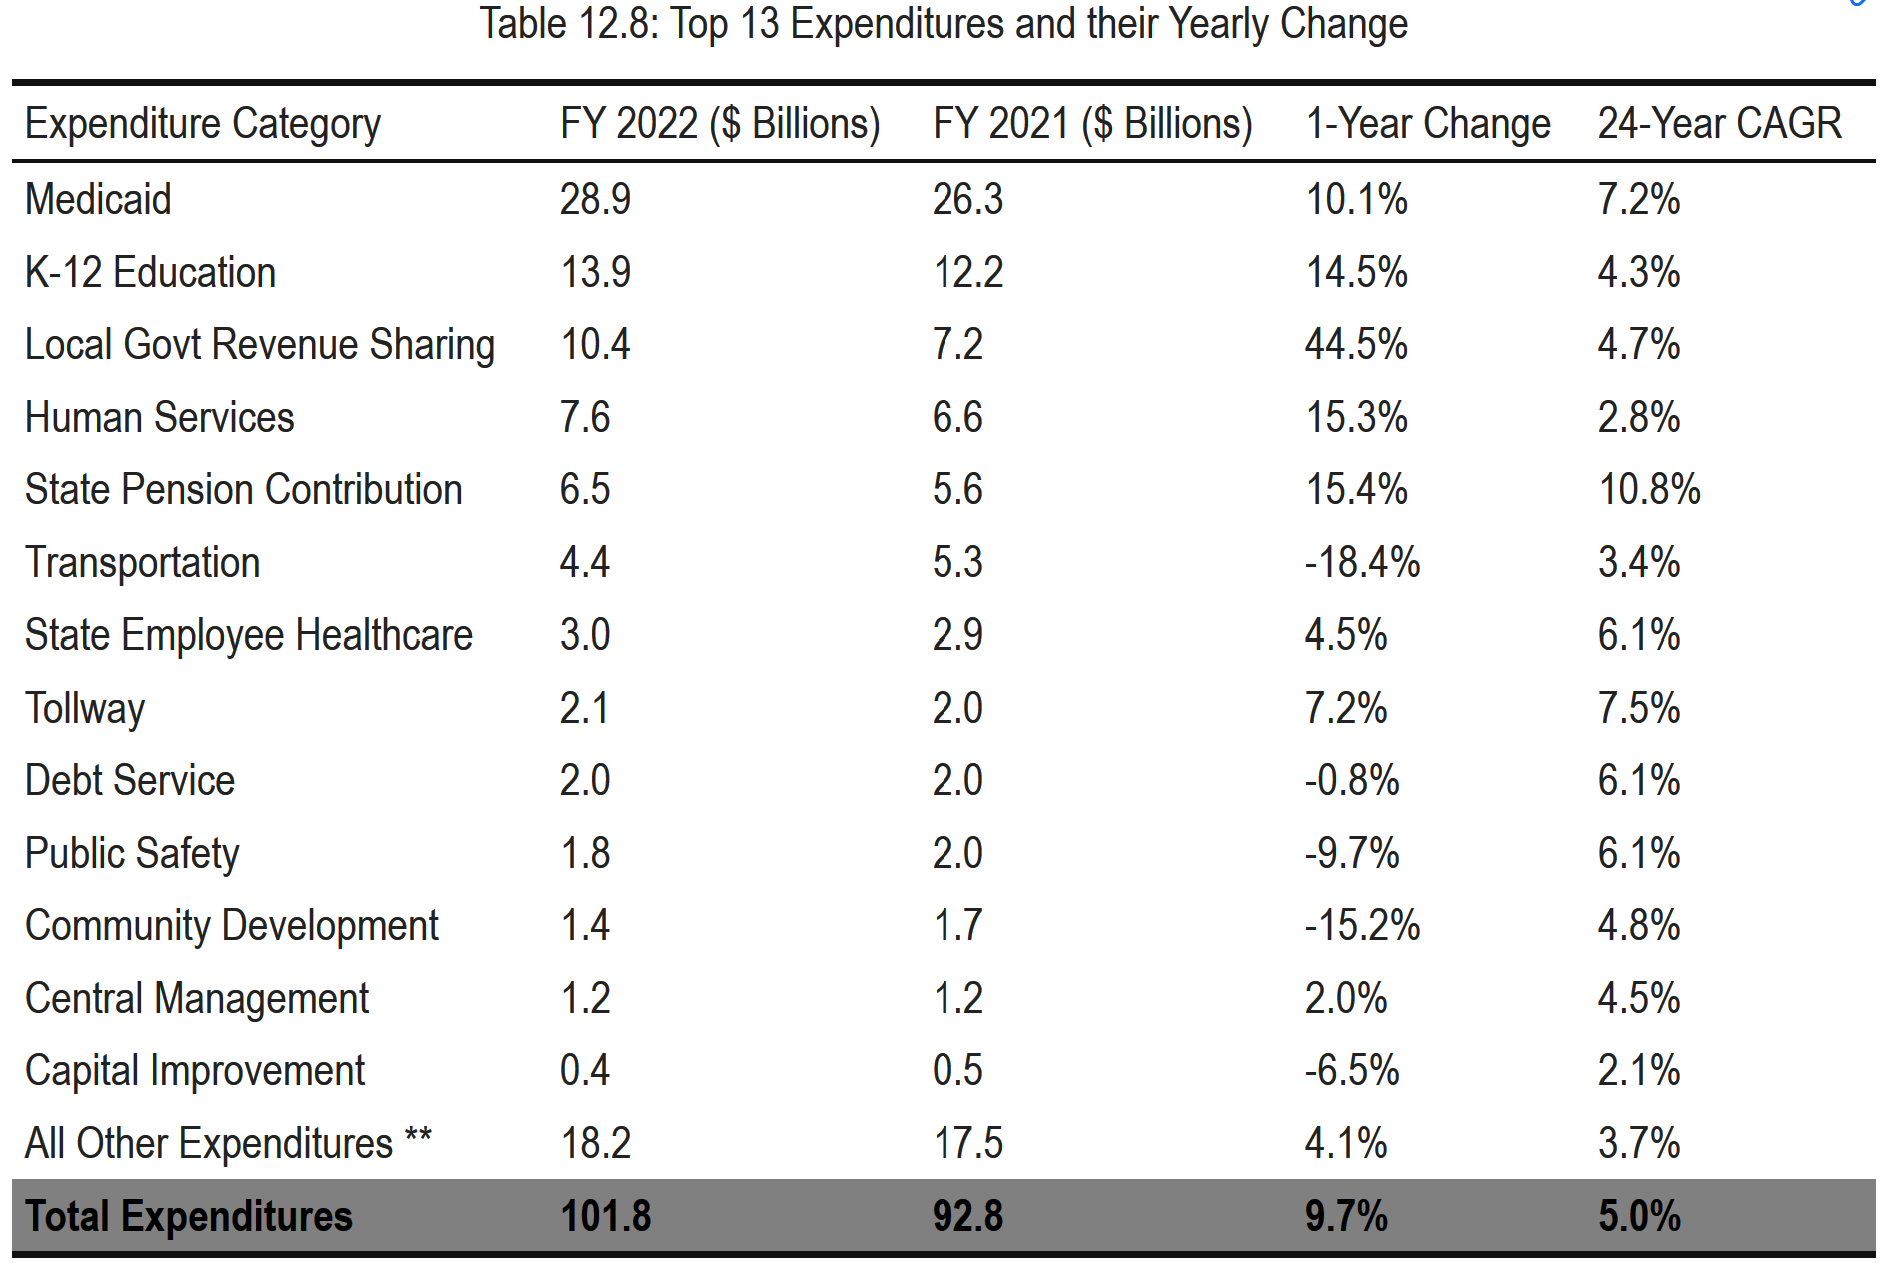 Table 12.8: Top 13 Expenditures and their Yearly Change
Expenditure Category FY 2022 ($ Billions) FY 2021 ($ Billions) 1-Year Change 24-Year CAGR
Medicaid 28.9 26.3 10.1% 7.2%
K-12 Education 13.9 12.2 14.5% 4.3%
Local Govt Revenue Sharing 10.4 7.2 44.5% 4.7%
Human Services 7.6 6.6 15.3% 2.8%
State Pension Contribution 6.5 5.6 15.4% 10.8%
Transportation 4.4 5.3 -18.4% 3.4%
State Employee Healthcare 3.0 2.9 4.5% 6.1%
Tollway 2.1 2.0 7.2% 7.5%
Debt Service 2.0 2.0 -0.8% 6.1%
Public Safety 1.8 2.0 -9.7% 6.1%
Community Development 1.4 1.7 -15.2% 4.8%
Central Management 1.2 1.2 2.0% 4.5%
Capital Improvement 0.4 0.5 -6.5% 2.1%
All Other Expenditures ** 18.2 17.5 4.1% 3.7%
Total Expenditures 101.8 92.8 9.7% 5.0%